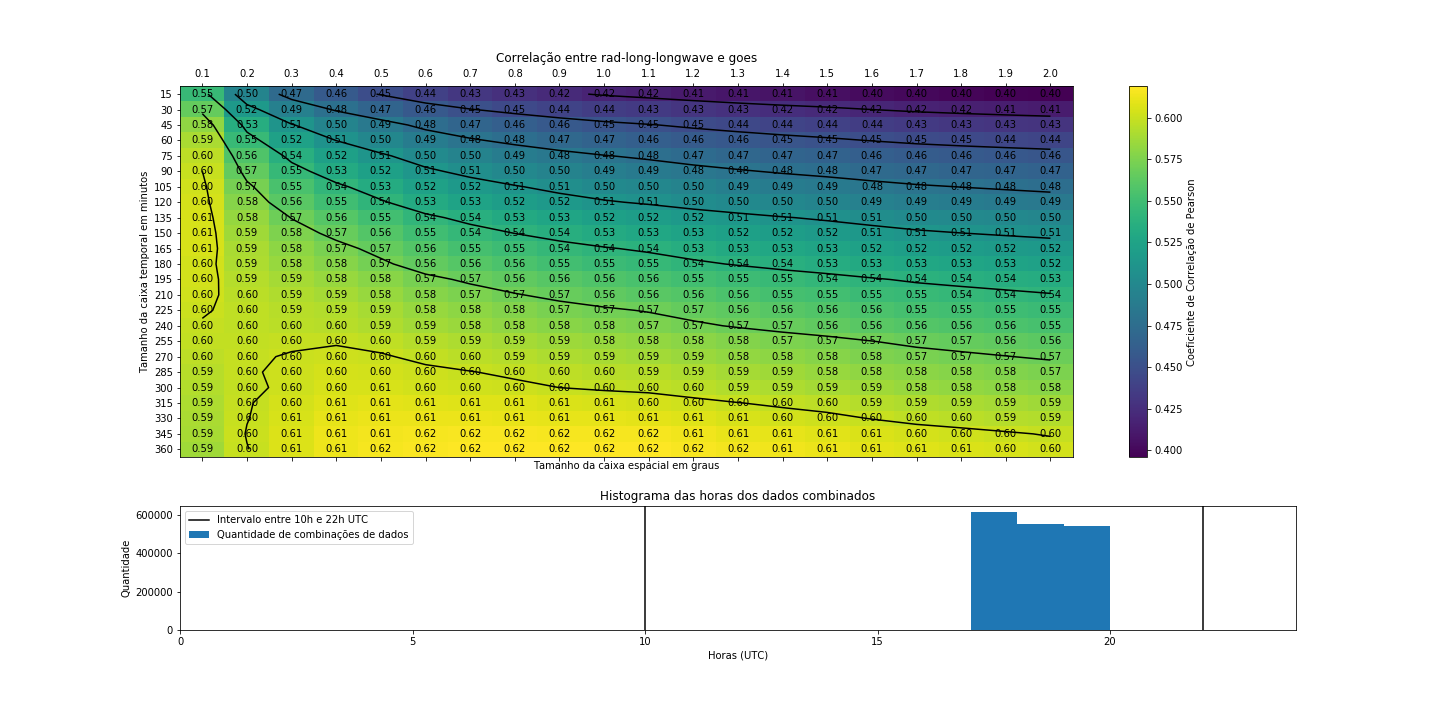 Correlação entre rad-long-longwave e goes
0.1 0.2 0.3 0.4 0.5 0.6 0.7 0.8 0.9 1.0 1.1 1.2 1.3 1.4 1.5 1.6 1.7 1.8 1.9 2.0
Tamanho da caixa temporal em minutos
15 0.55 0.50 0.47 0.46 0.45 0.44 0.43 0.43 0.42 0.42 0.42 0.41 0.41 0.41 0.41 0.40 0.40 0.40 0.40 0.40
30 0.57 0.52 0.49 0.48 0.47 0.46 0.45 0.45 0.44 0.44 0.43 0.43 0.43 0.42 0.42 0.42 0.42 0.42 0.41 0.41
45 0.58 0.53 0.51 0.50 0.49 0.48 0.47 0.46 0.46 0.45 0.45 0.45 0.44 0.44 0.44 0.44 0.43 0.43 0.43 0.43
60 0.59 0.55 0.52 0.51 0.50 0.49 0.48 0.48 0.47 0.47 0.46 0.46 0.46 0.46 0.45 0.45 0.45 0.45 0.44 0.44
75 0.60 0.56 0.54 0.52 0.51 0.50 0.50 0.49 0.48 0.48 0.48 0.47 0.47 0.47 0.47 0.46 0.46 0.46 0.46 0.46
90 0.60 0.57 0.55 0.53 0.52 0.51 0.51 0.50 0.50 0.49 0.49 0.48 0.48 0.48 0.48 0.47 0.47 0.47 0.47 0.47
105 0.60 0.57 0.55 0.54 0.53 0.52 0.52 0.51 0.51 0.50 0.50 0.50 0.49 0.49 0.49 0.48 0.48 0.48 0.48 0.48
120 0.60 0.58 0.56 0.55 0.54 0.53 0.53 0.52 0.52 0.51 0.51 0.50 0.50 0.50 0.50 0.49 0.49 0.49 0.49 0.49
135 0.61 0.58 0.57 0.56 0.55 0.54 0.54 0.53 0.53 0.52 0.52 0.52 0.51 0.51 0.51 0.51 0.50 0.50 0.50 0.50
150 0.61 0.59 0.58 0.57 0.56 0.55 0.54 0.54 0.54 0.53 0.53 0.53 0.52 0.52 0.52 0.51 0.51 0.51 0.51 0.51
165 0.61 0.59 0.58 0.57 0.57 0.56 0.55 0.55 0.54 0.54 0.54 0.53 0.53 0.53 0.53 0.52 0.52 0.52 0.52 0.52
180 0.60 0.59 0.58 0.58 0.57 0.56 0.56 0.56 0.55 0.55 0.55 0.54 0.54 0.54 0.54 0.53 0.53 0.53 0.53 0.52
195 0.60 0.59 0.59 0.58 0.58 0.57 0.57 0.56 0.56 0.56 0.56 0.55 0.55 0.55 0.54 0.54 0.54 0.54 0.54 0.53
210 0.60 0.60 0.59 0.59 0.58 0.58 0.57 0.57 0.57 0.56 0.56 0.56 0.56 0.55 0.55 0.55 0.55 0.54 0.54 0.54
225 0.60 0.60 0.59 0.59 0.59 0.58 0.58 0.58 0.57 0.57 0.57 0.57 0.56 0.56 0.56 0.56 0.56 0.55 0.55 0.55
240 0.60 0.60 0.60 0.60 0.59 0.59 0.58 0.58 0.58 0.58 0.57 0.57 0.57 0.57 0.56 0.56 0.56 0.56 0.56 0.55
255 0.60 0.60 0.60 0.60 0.60 0.59 0.59 0.59 0.58 0.58 0.58 0.58 0.58 0.57 0.57 0.57 0.57 0.57 0.56 0.56
270 0.60 0.60 0.60 0.60 0.60 0.60 0.60 0.59 0.59 0.59 0.59 0.59 0.58 0.58 0.58 0.58 0.57 0.57 0.57 0.57
285 0.59 0.60 0.60 0.60 0.60 0.60 0.60 0.60 0.60 0.59 0.59 0.59 0.59 0.59 0.58 0.58 0.58 0.58 0.58 0.57
300 0.59 0.60 0.60 0.60 0.61 0.60 0.60 0.60 0.60 0.60 0.60 0.60 0.59 0.59 0.59 0.59 0.58 0.58 0.58 0.58
315 0.59 0.60 0.60 0.61 0.61 0.61 0.61 0.61 0.61 0.61 0.60 0.60 0.60 0.60 0.60 0.59 0.59 0.59 0.59 0.58
330 0.59 0.60 0.61 0.61 0.61 0.61 0.61 0.61 0.61 0.61 0.61 0.61 0.61 0.60 0.60 0.60 0.60 0.60 0.59 0.59
345 0.59 0.60 0.61 0.61 0.61 0.62 0.62 0.62 0.62 0.62 0.62 0.61 0.61 0.61 0.61 0.61 0.60 0.60 0.60 0.60
360 0.59 0.60 0.61 0.61 0.62 0.62 0.62 0.62 0.62 0.62 0.62 0.62 0.62 0.61 0.61 0.61 0.61 0.61 0.60 0.60
Tamanho da caixa espacial em graus
0.600
0.575
0.550
0.525
0.500
0.475
0.450
0.425
0.400
Coeficiente de Correlação de Pearson
Histograma das horas dos dados combinados
Quantidade
600000
400000
200000
0
Intervalo entre 10h e 22h UTC
Quantidade de combinações de dados
0 5 10 15 20
Horas (UTC)